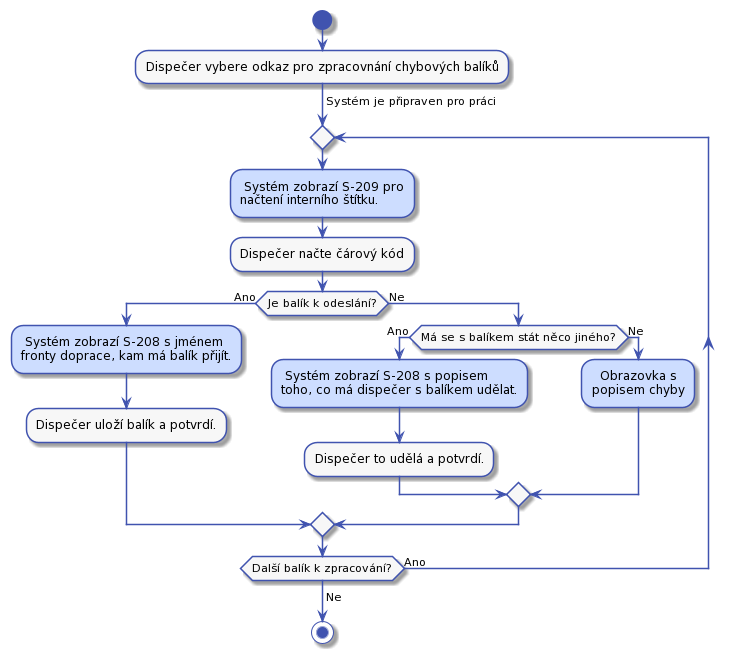 Dispečer vybere odkaz pro zpracovnání chybových balíků
Systém je připraven pro práci
Systém zobrazí S-209 pro
načtení interního štítku.
Dispečer načte čárový kód
Ano
Je balík k odeslání?
Ne
Systém zobrazí S-208 s jménem
fronty doprace, kam má balík přijít.
Dispečer uloží balík a potvrdí.
Ano
Má se s balíkem stát něco jiného?
Ne
Systém zobrazí S-208 s popisem
toho, co má dispečer s balíkem udělat.
Dispečer to udělá a potvrdí.
Obrazovka s
popisem chyby
Další balík k zpracování?
Ano
Ne